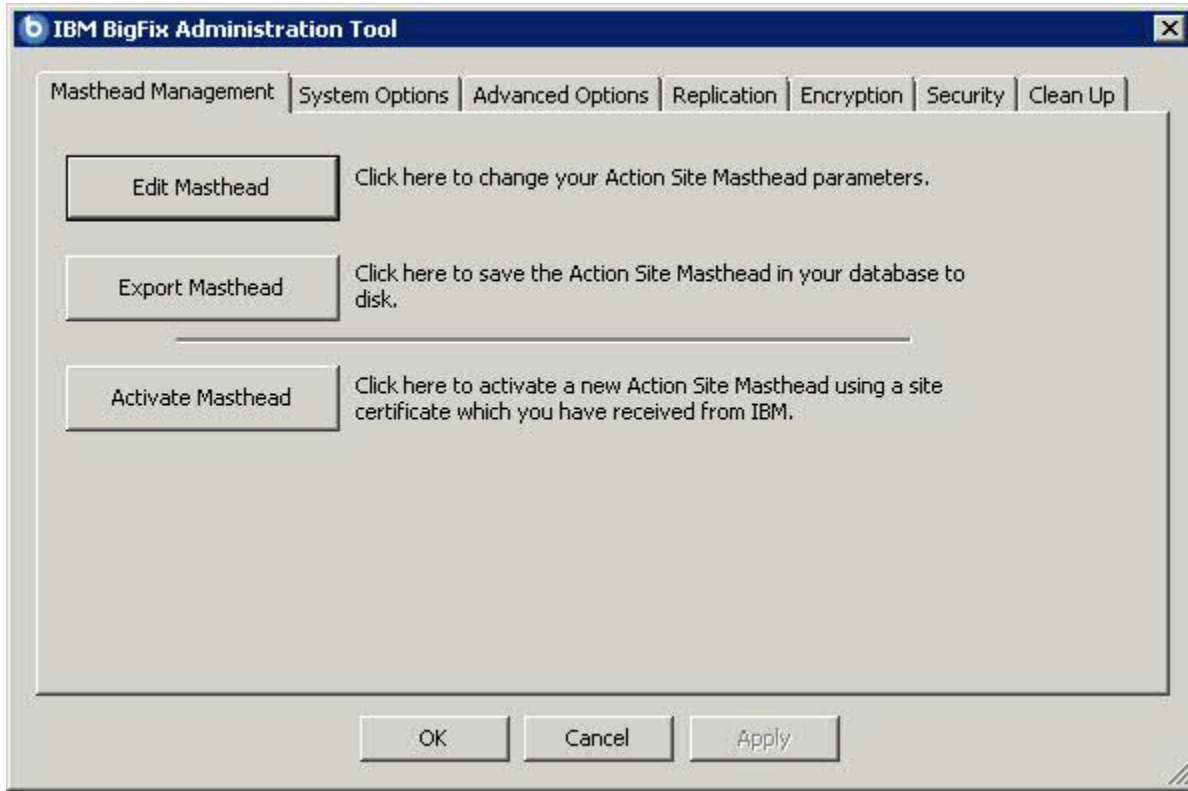 IBM BigFix Administration Tool
Masthead Management System Options Advanced Options Replication Encryption Security Clean Up
Edit Masthead
Click here to change your Action Site Masthead parameters.
Export Masthead
Click here to save the Action Site Masthead in your database to
disk.
Activate Masthead
Click here to activate a new Action Site Masthead using a site
certificate which you have received from IBM.
OK Cancel Apply